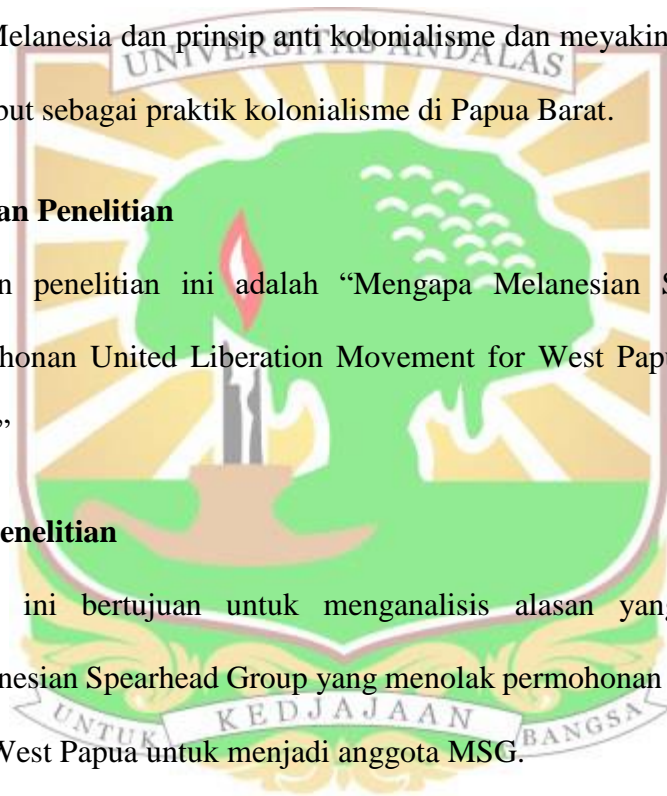 Melanesia dan prinsip anti kolonialisme dan meyakin
UNIVERSITAS ANDALAS
but sebagai praktik kolonialisme di Papua Barat.
an Penelitian
n penelitian ini adalah “Mengapa Melanesian S
honan United Liberation Movement for West Papu
”
enelitian
ini bertujuan untuk menganalisis alasan yang
nesian Spearhead Group yang menolak permohonan
West Papua untuk menjadi anggota MSG.
UNTUK KEDJAJAAN BANGSA